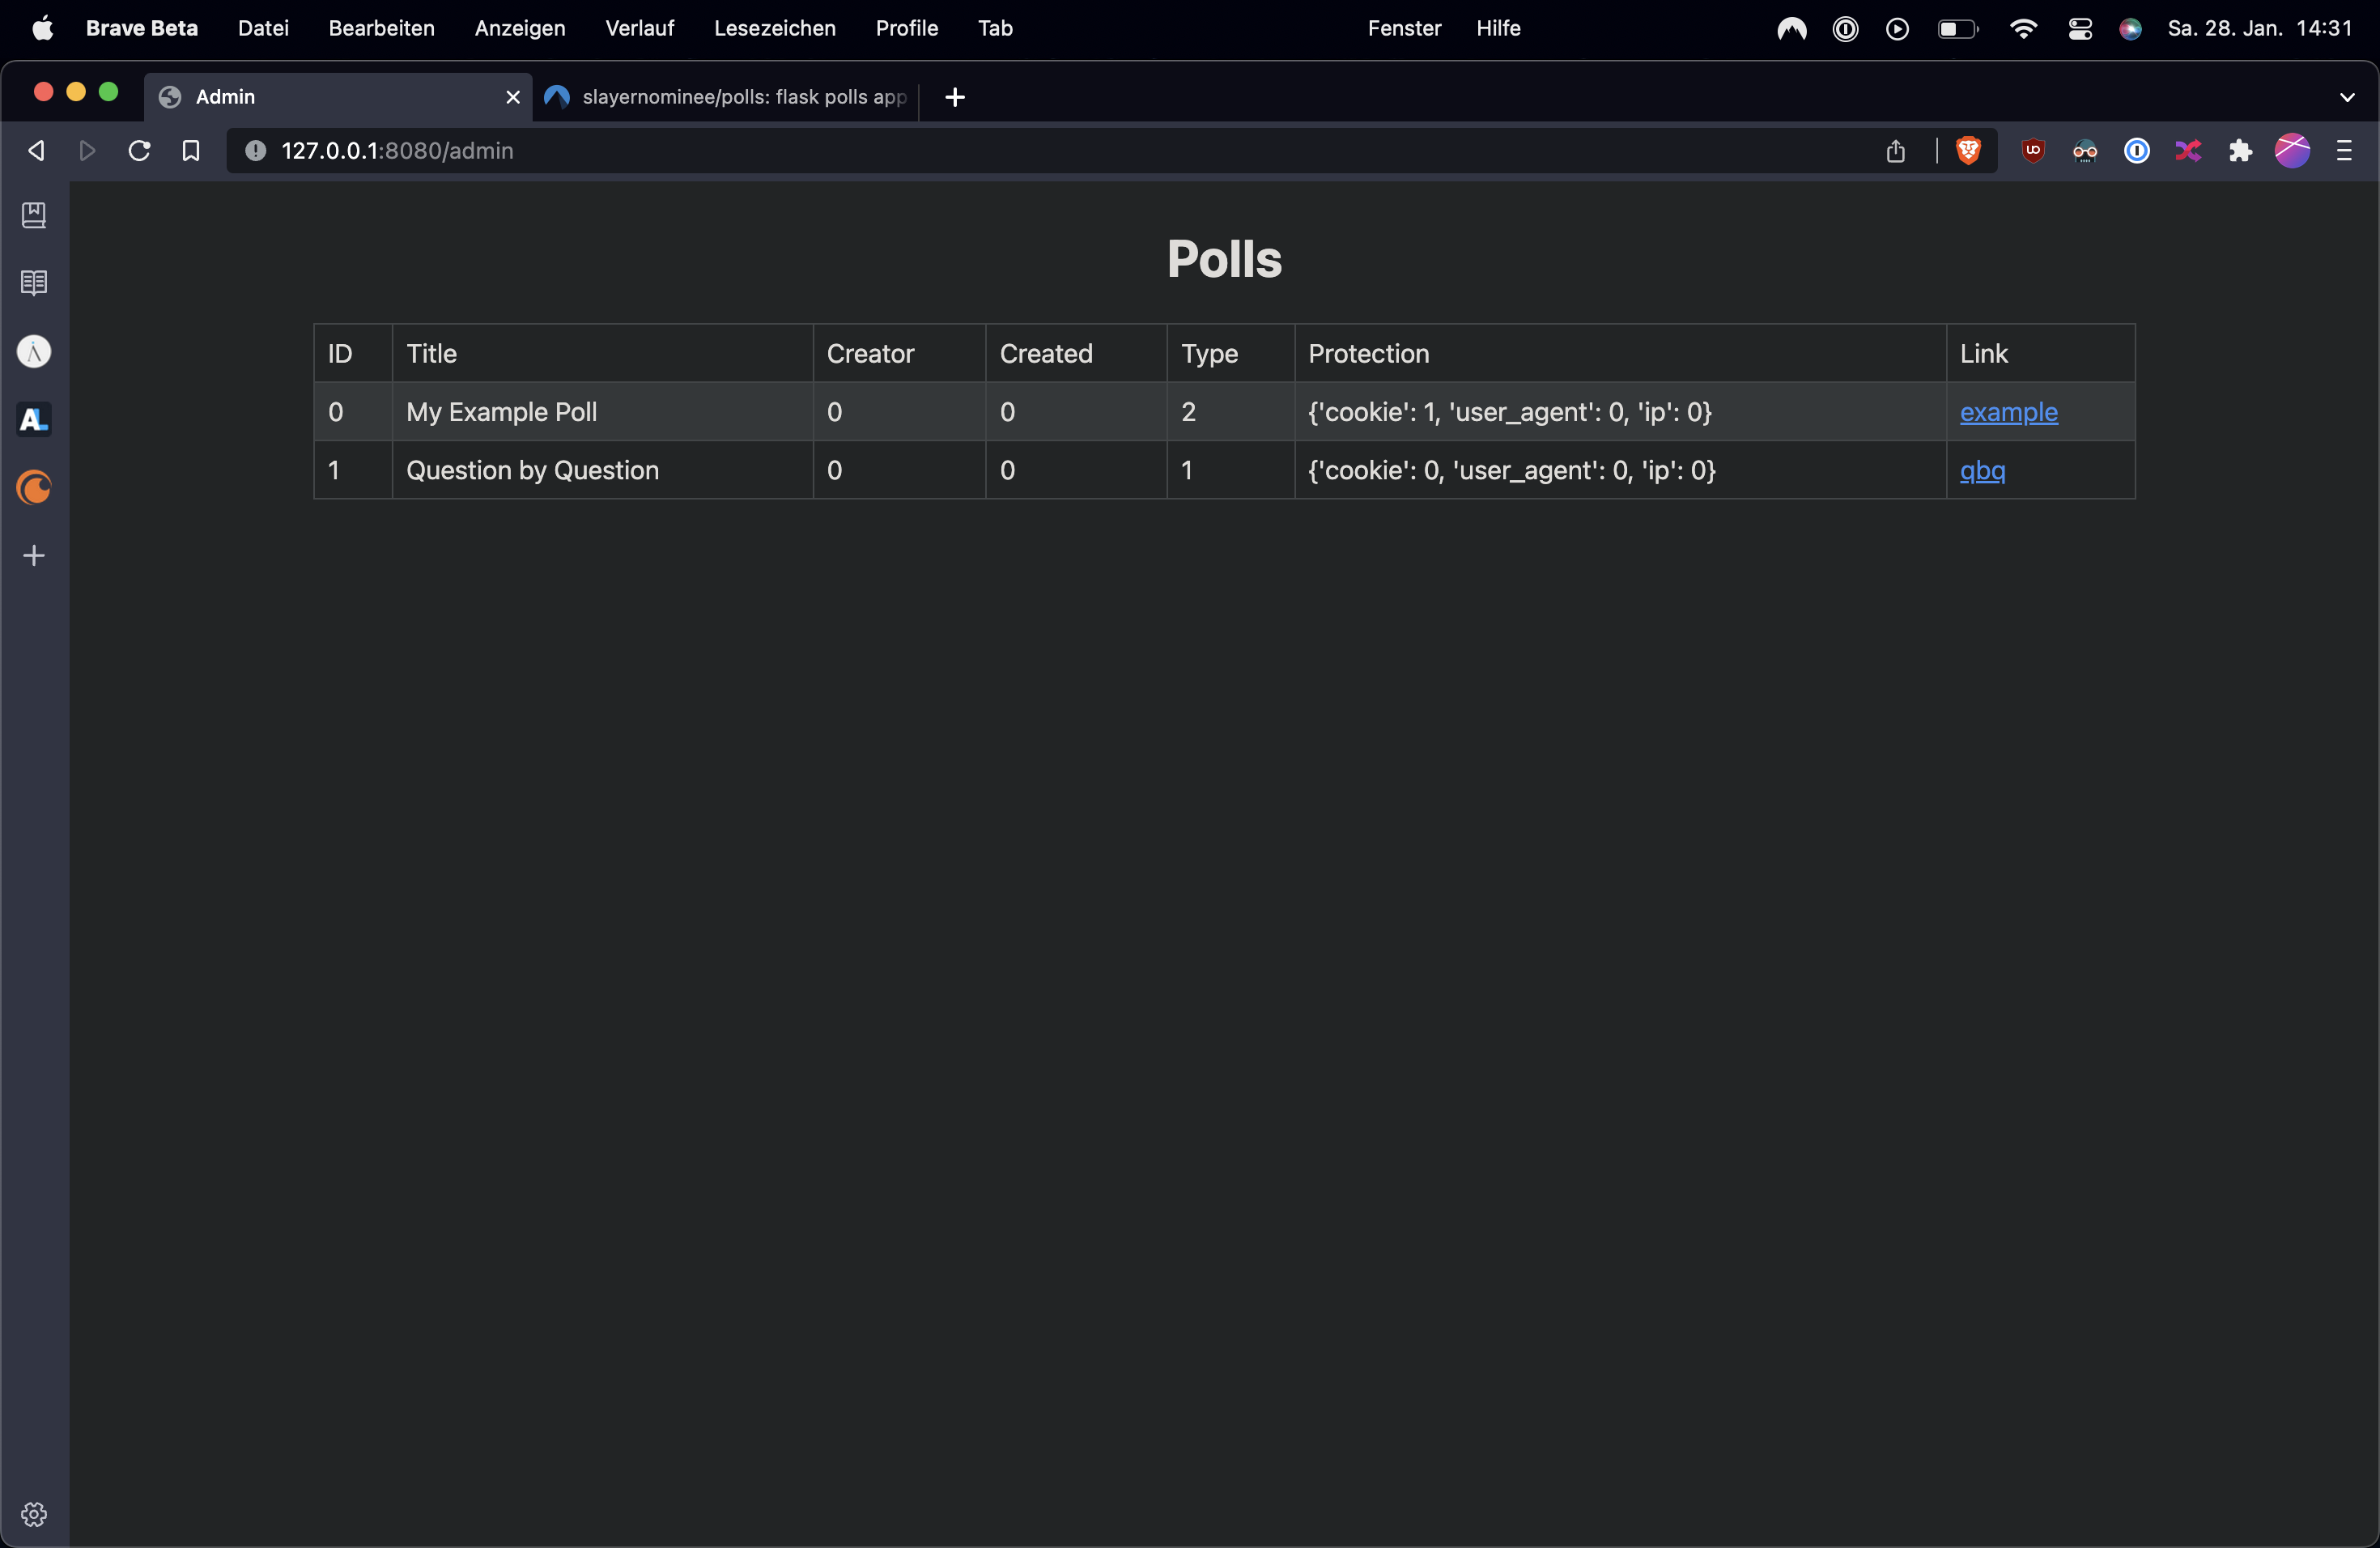 Brave Beta Datei Bearbeiten Anzeigen Verlauf Lesezeichen Profile Tab Fenster Hilfe Sa. 28. Jan. 14:31
Admin slayernominee/polls: flask polls app
127.0.0.1:8080/admin
Polls
ID Title Creator Created Type Protection Link
0 My Example Poll 0 0 2 {'cookie': 1, 'user_agent': 0, 'ip': 0} example
1 Question by Question 0 0 1 {'cookie': 0, 'user_agent': 0, 'ip': 0} qbq